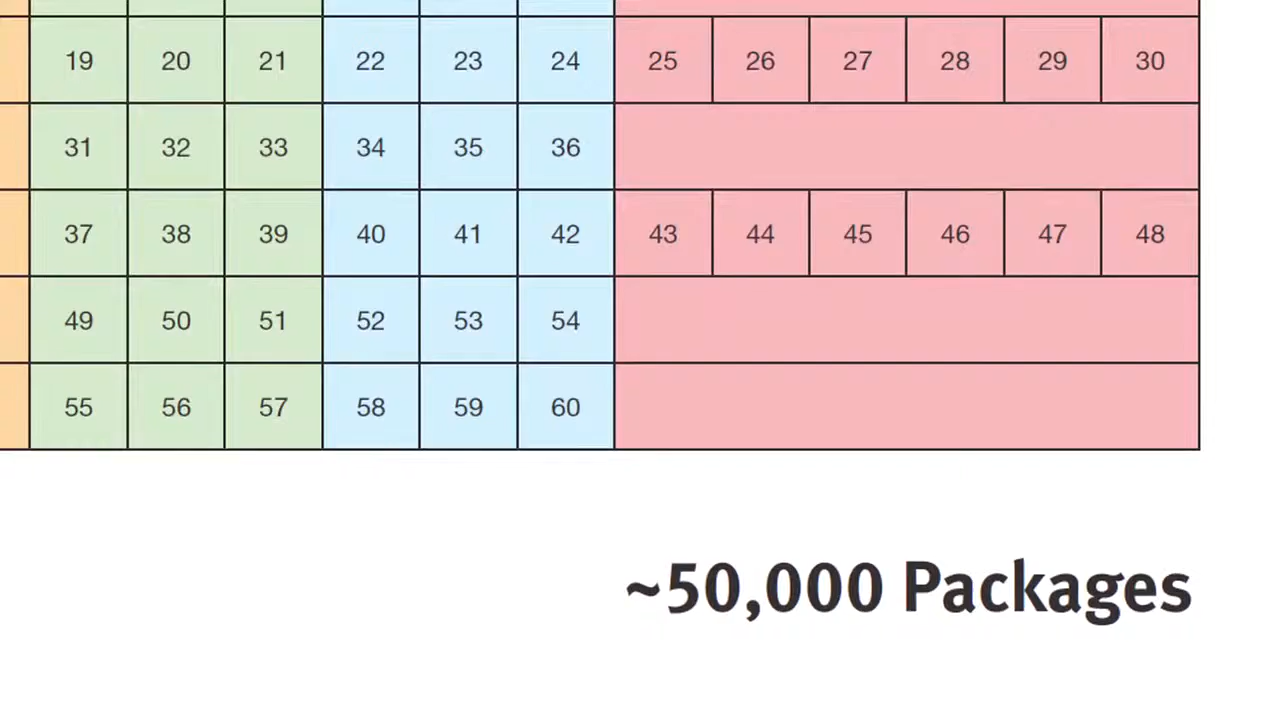 19 20 21 22 23 24 25 26 27 28 29 30
31 32 33 34 35 36
37 38 39 40 41 42 43 44 45 46 47 48
49 50 51 52 53 54
55 56 57 58 59 60
~50,000 Packages